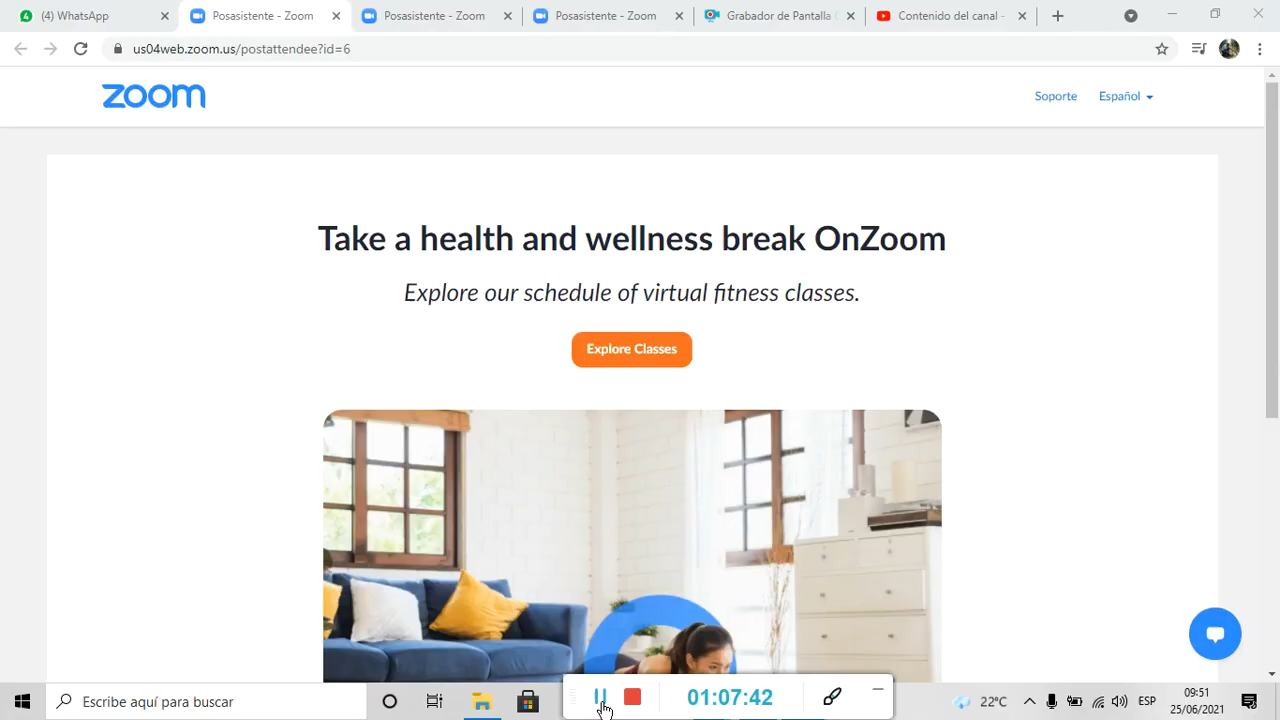 (4) WhatsApp
Posasistente - Zoom
Posasistente - Zoom
Posasistente - Zoom
Grabador de Pantalla (
Contenido del canal -
us04web.zoom.us/postattendee?id=6
zoom
Soporte
Español
Take a health and wellness break OnZoom
Explore our schedule of virtual fitness classes.
Explore Classes
Escribe aquí para buscar
01:07:42
22°C
ESP
09:51
25/06/2021